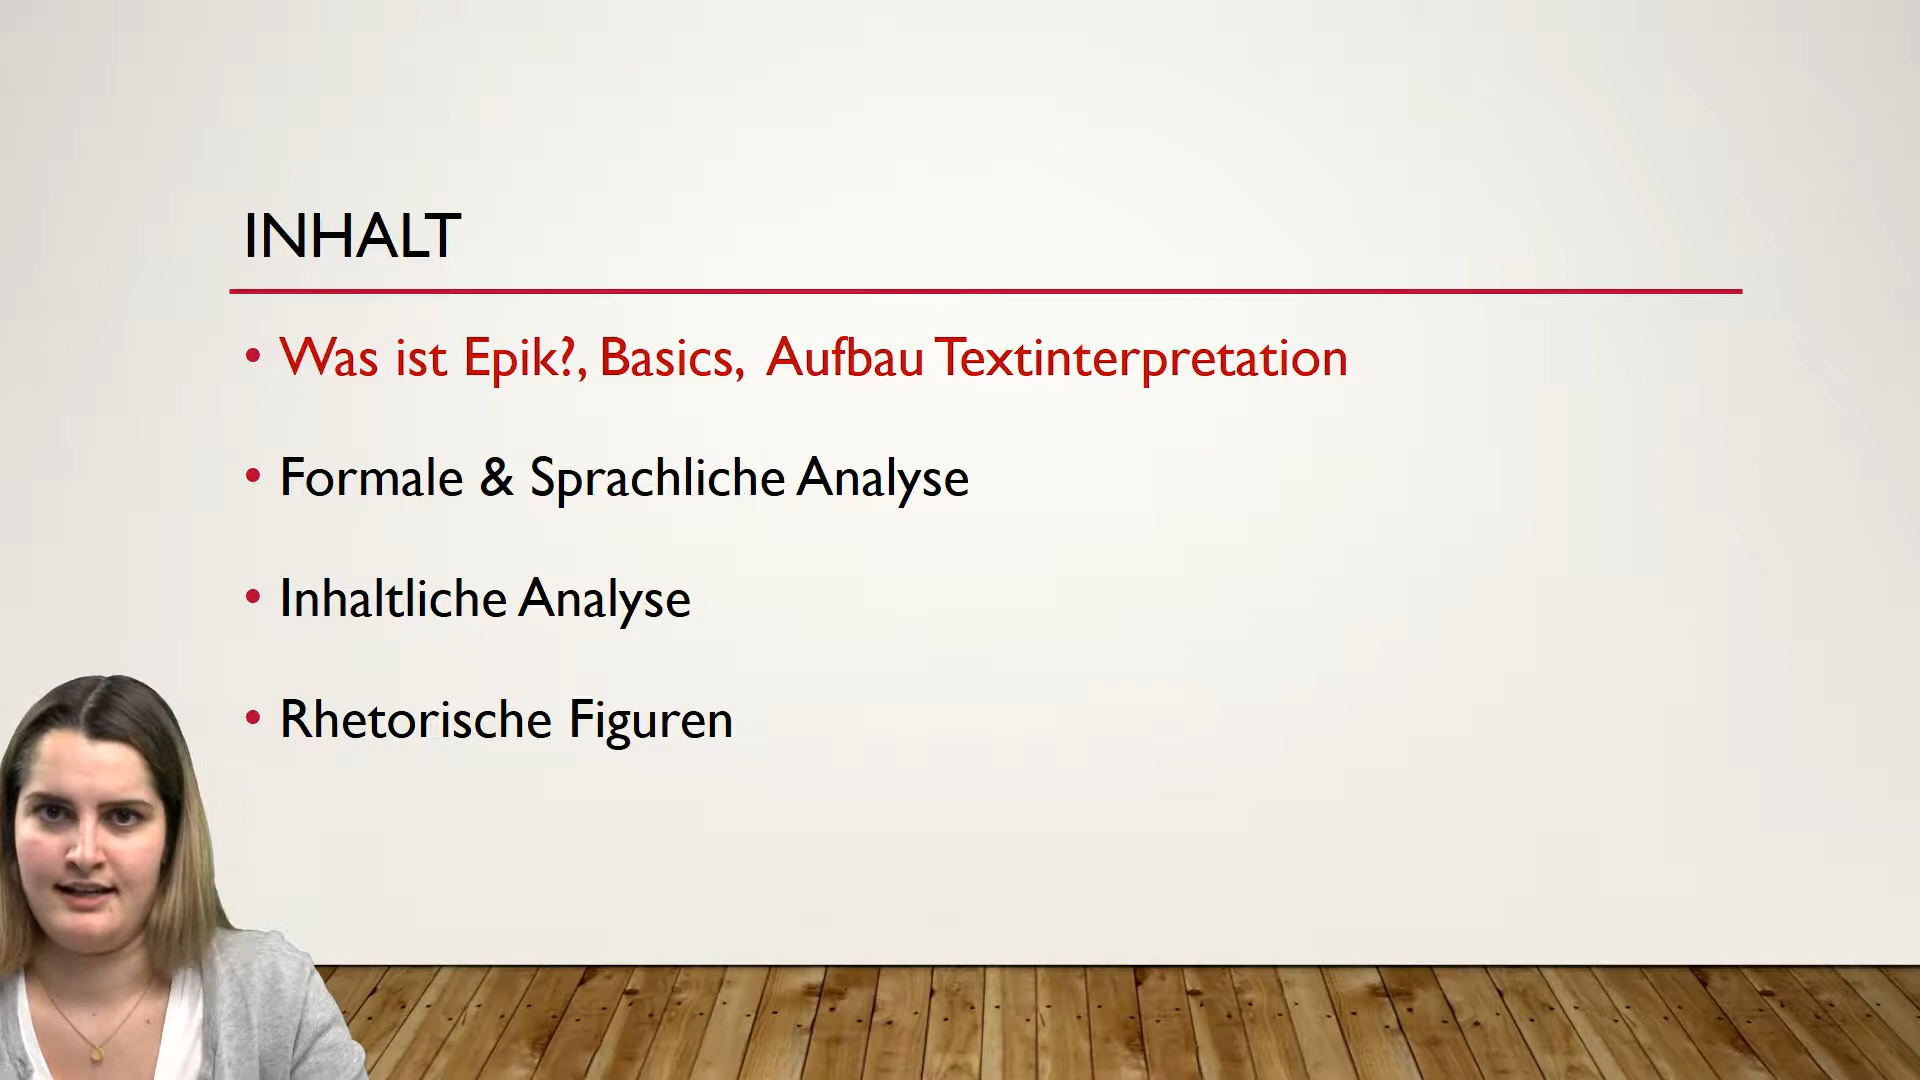 INHALT
• Was ist Epik?, Basics, Aufbau Textinterpretation
• Formale & Sprachliche Analyse
• Inhaltliche Analyse
• Rhetorische Figuren